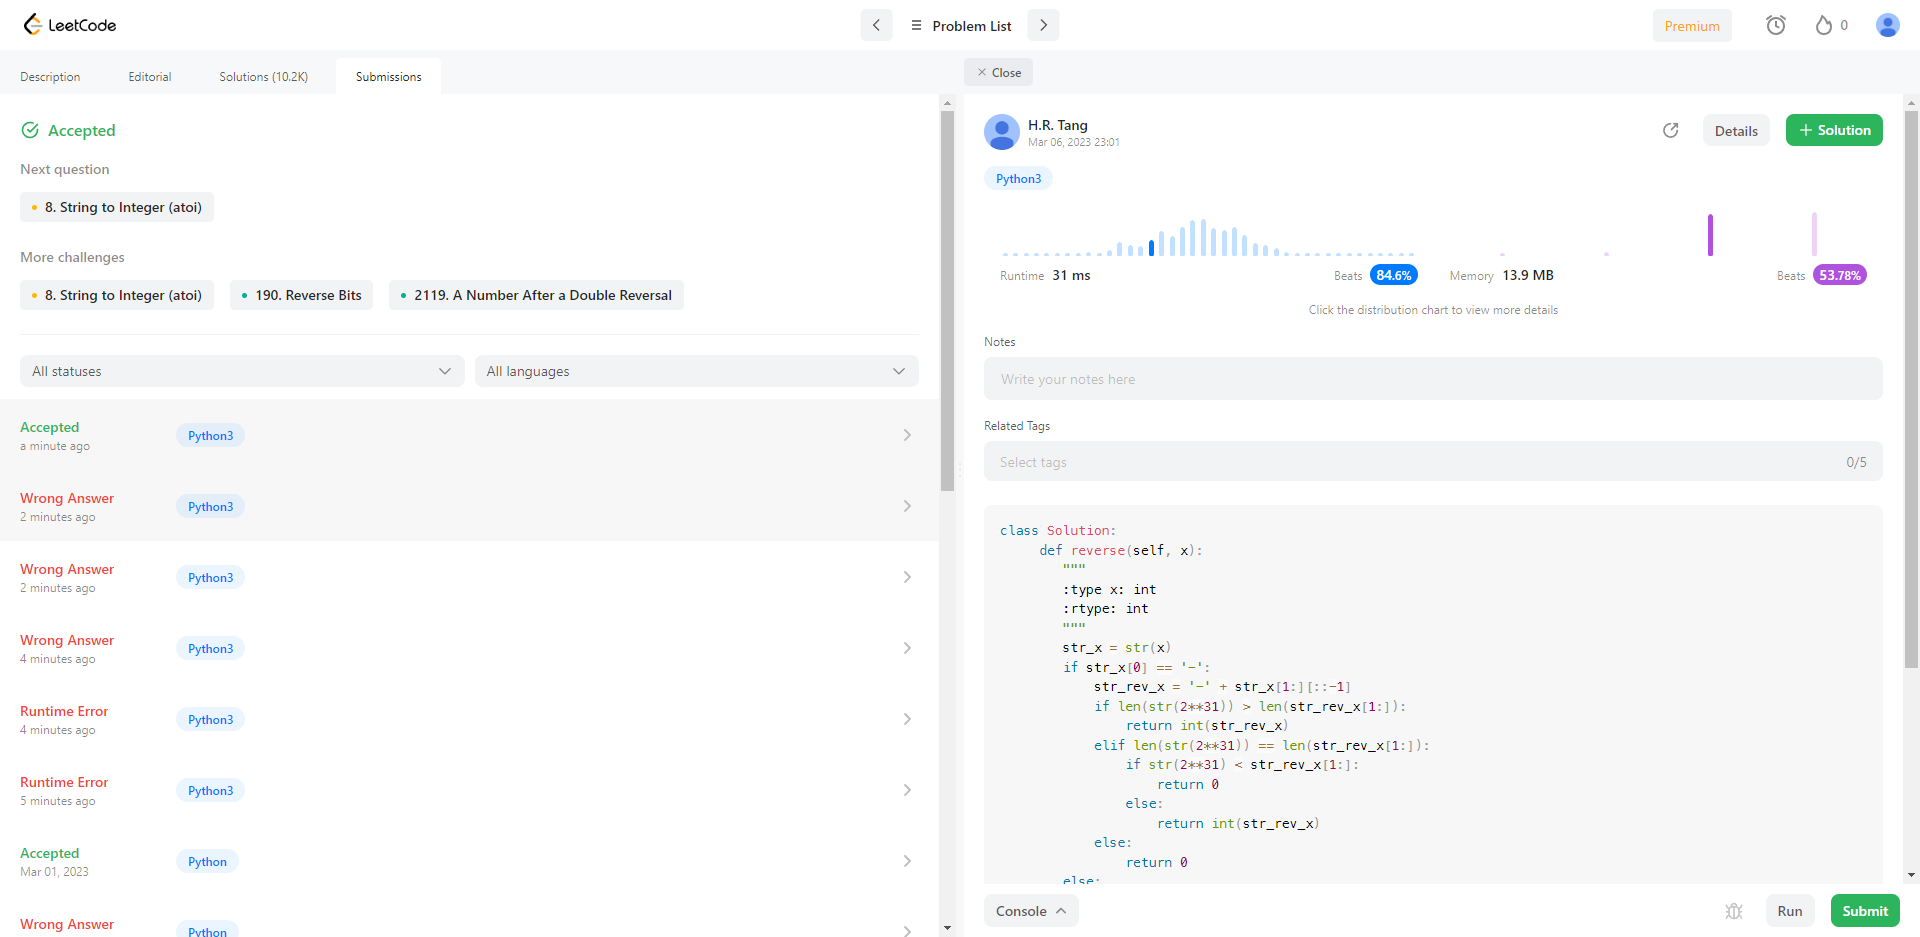 LeetCode
Problem List
Premium
0
Description Editorial Solutions (10.2K) Submissions
Accepted
Next question
8. String to Integer (atoi)
More challenges
8. String to Integer (atoi) 190. Reverse Bits 2119. A Number After a Double Reversal
All statuses All languages
Accepted Python3
a minute ago
Wrong Answer Python3
2 minutes ago
Wrong Answer Python3
2 minutes ago
Wrong Answer Python3
4 minutes ago
Runtime Error Python3
4 minutes ago
Runtime Error Python3
5 minutes ago
Accepted Python
Mar 01, 2023
Wrong Answer Python
Close
H.R. Tang
Mar 06, 2023 23:01
Details + Solution
Python3
Runtime 31 ms Beats 84.6% Memory 13.9 MB Beats 53.78%
Click the distribution chart to view more details
Notes
Write your notes here
Related Tags
Select tags 0/5
class Solution:
     def reverse(self, x):
        """
        :type x: int
        :rtype: int
        """
        str_x = str(x)
        if str_x[0] == '-':
            str_rev_x = '-' + str_x[1:][::-1]
            if len(str(2**31)) > len(str_rev_x[1:]):
                return int(str_rev_x)
            elif len(str(2**31)) == len(str_rev_x[1:]):
                if str(2**31) < str_rev_x[1:]:
                    return 0
                else:
                    return int(str_rev_x)
            else:
                return 0
        else:
Console Run Submit